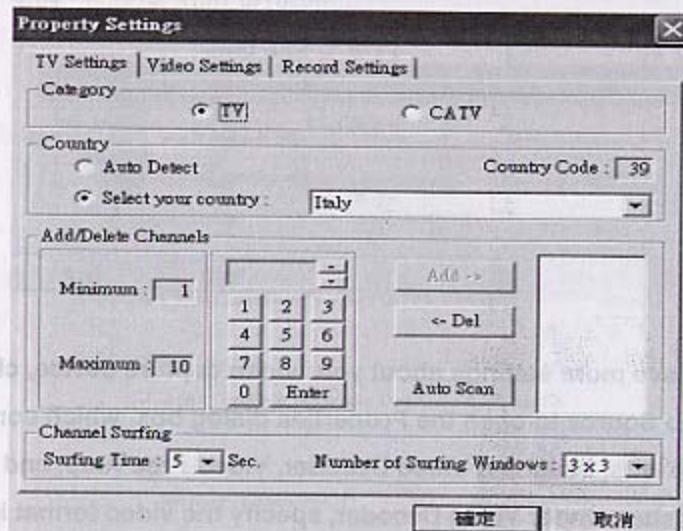 Property Settings
TV Settings Video Settings Record Settings
Category
TV CATV
Country
Auto Detect Country Code : 39
Select your country : Italy
Add/Delete Channels
Minimum : 1
Maximum : 10
1 2 3
4 5 6
7 8 9
0 Enter
Add ->
<- Del
Auto Scan
Channel Surfing
Surfing Time : 5 Sec. Number of Surfing Windows : 3 x 3
確定 取消